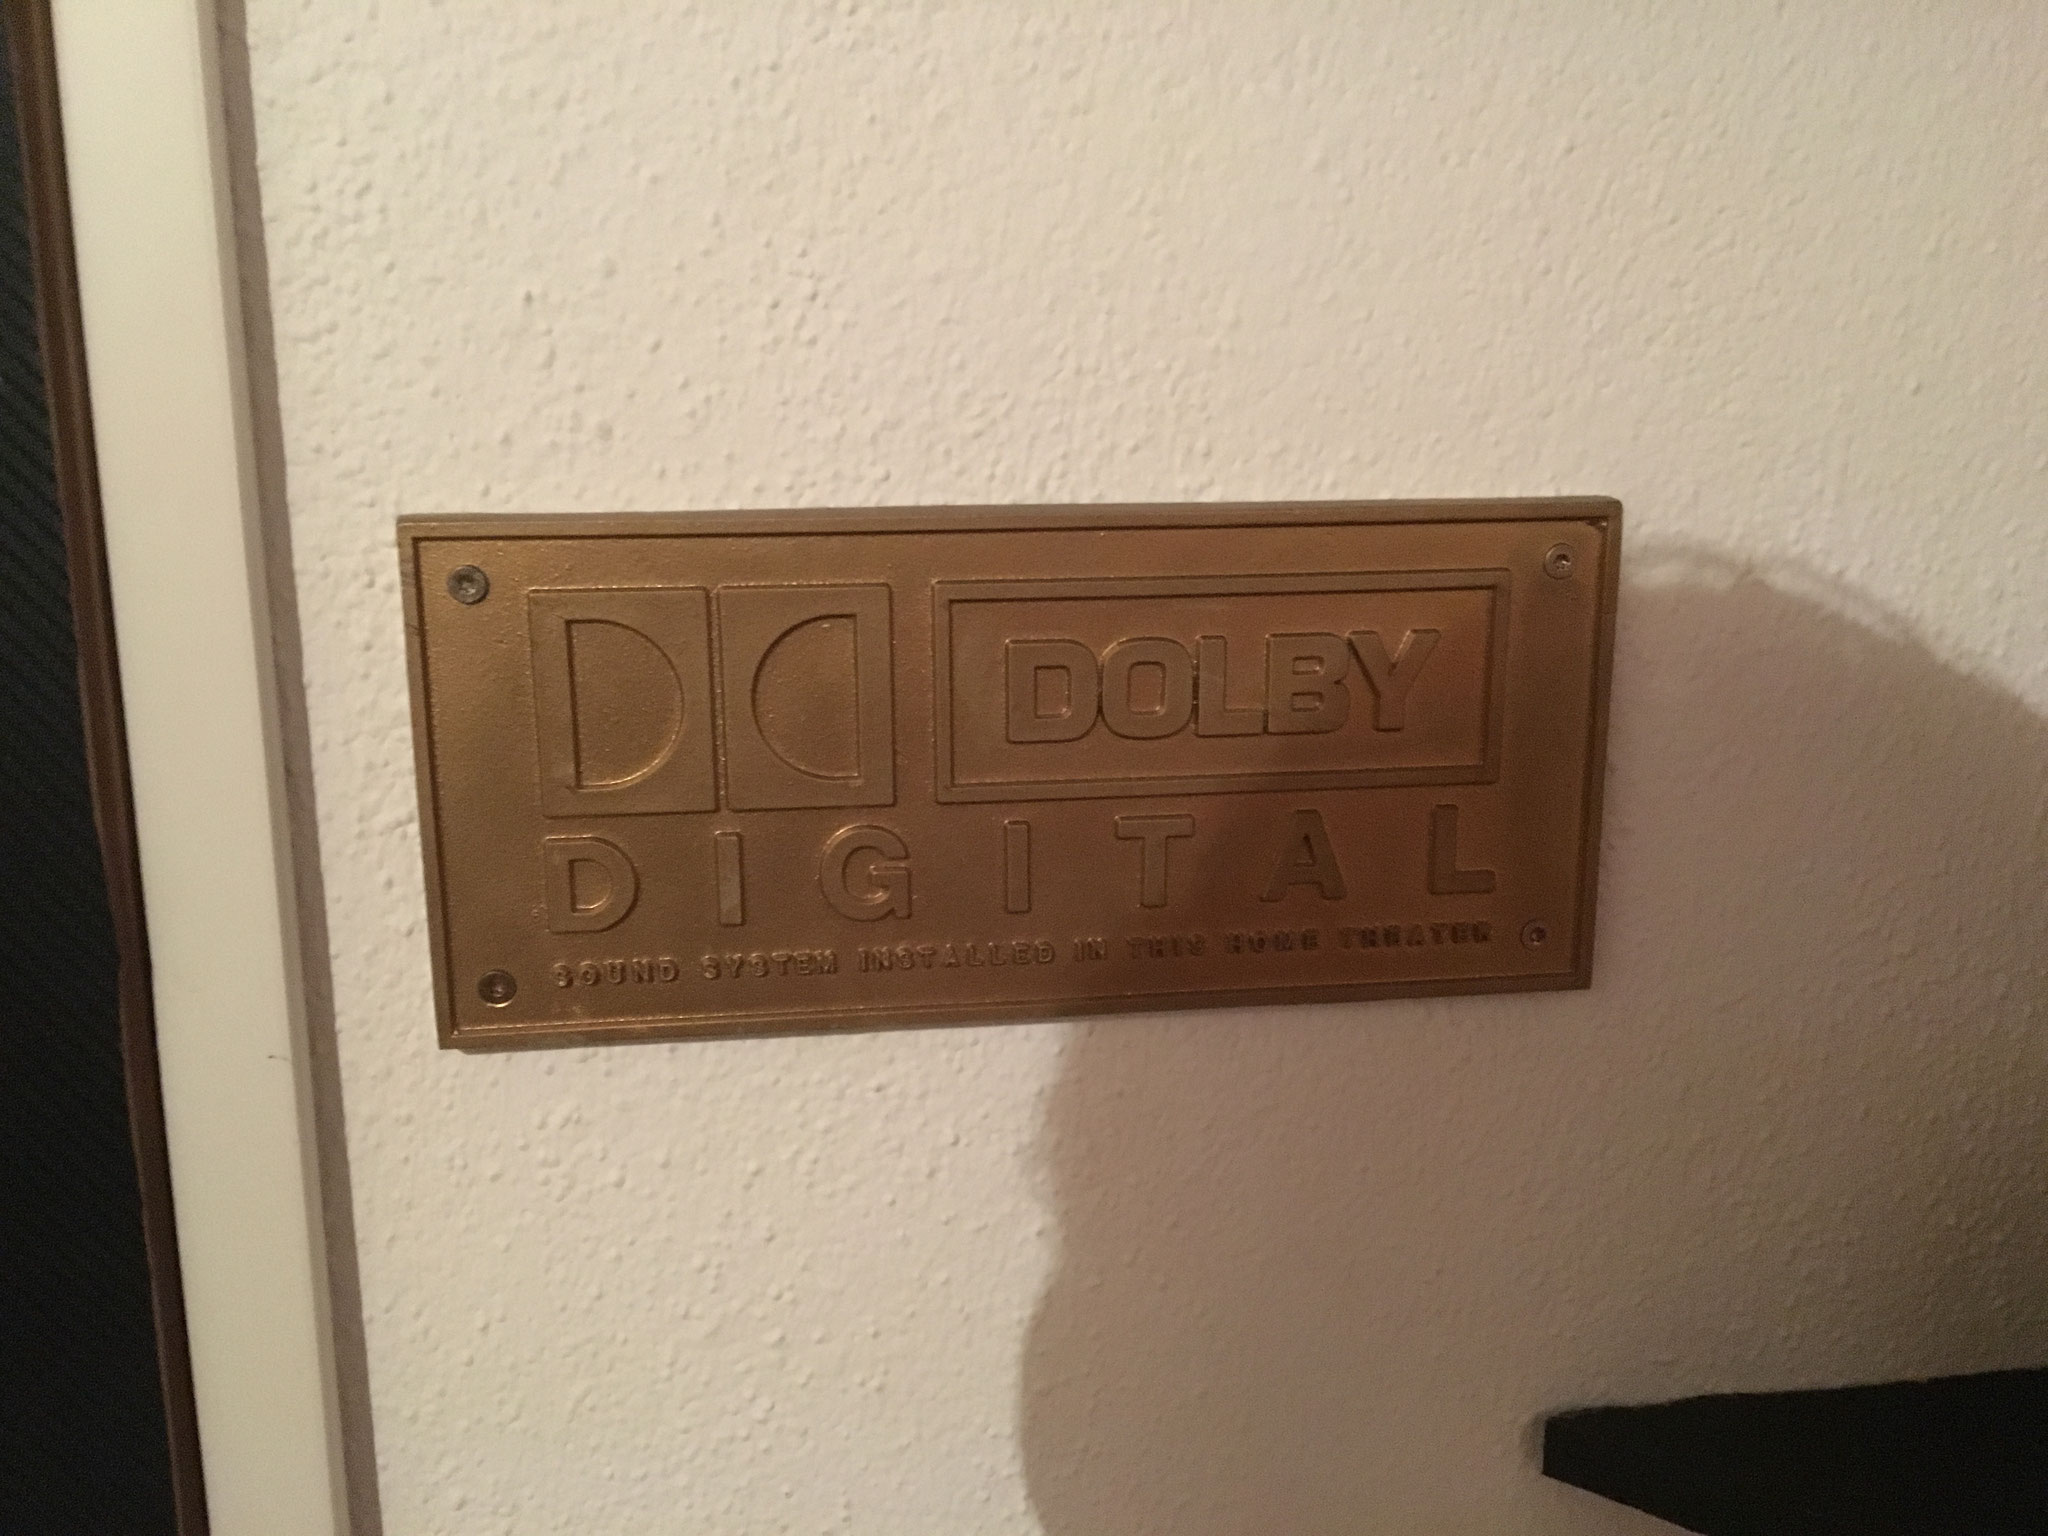 DOLBY
DIGITAL
SOUND SYSTEM INSTALLED IN THIS HOME THEATER